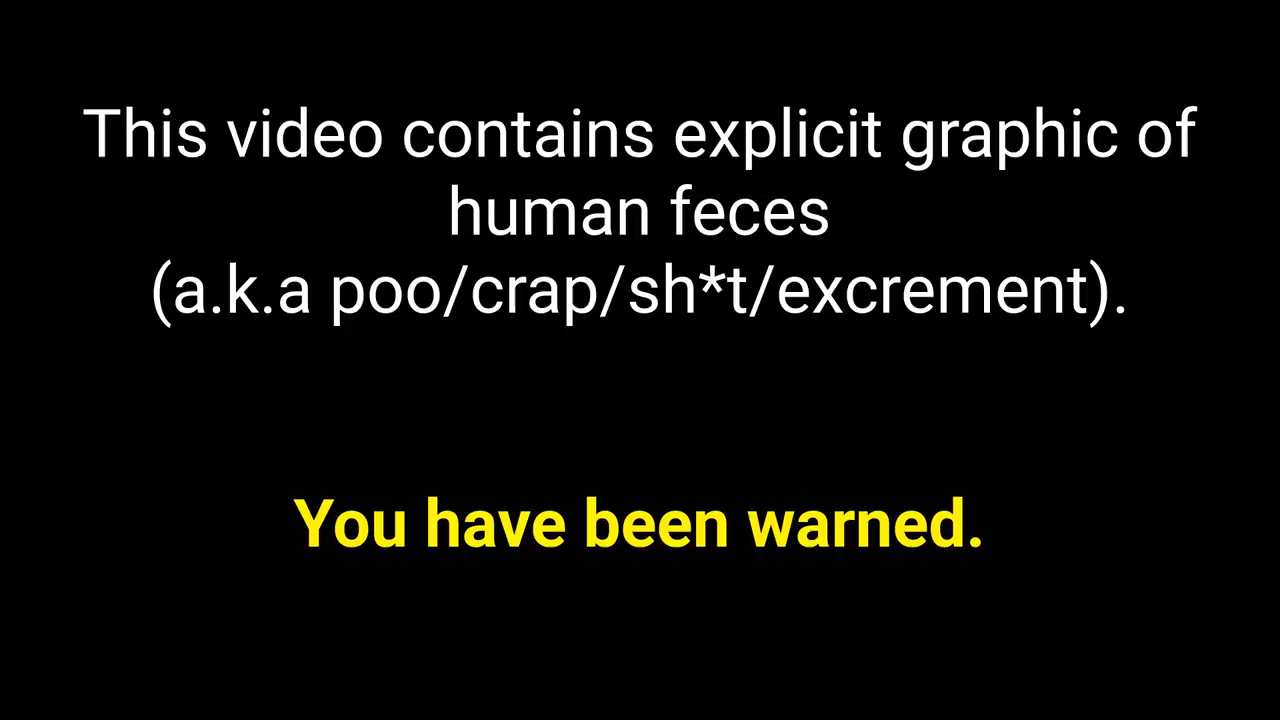 This video contains explicit graphic of
human feces
(a.k.a poo/crap/sh*t/excrement).
You have been warned.